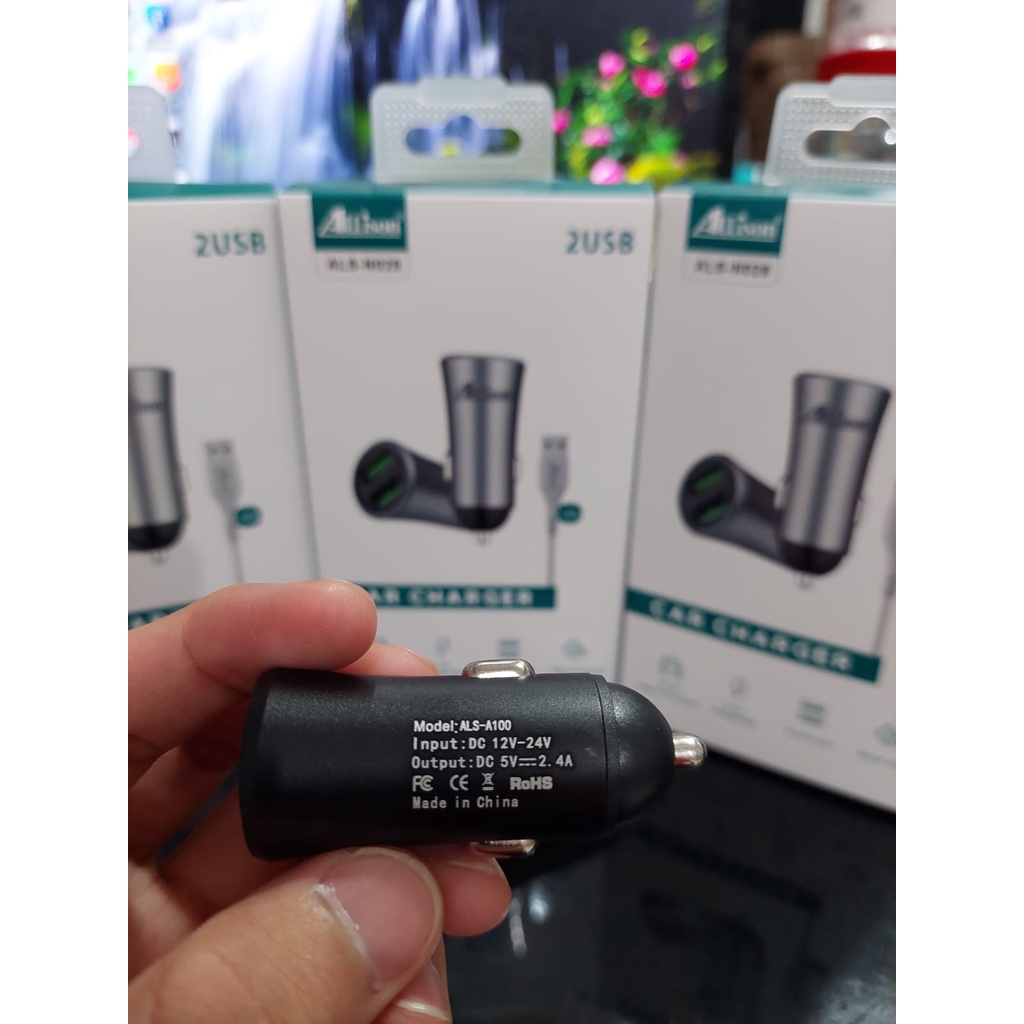 2USB
Allison
2USB
Allison
CAR CHARGER
CAR CHARGER
Model:ALS-A100
Input:DC 12V-24V
Output:DC 5V⎓2.4A
FC CE RoHS
Made in China